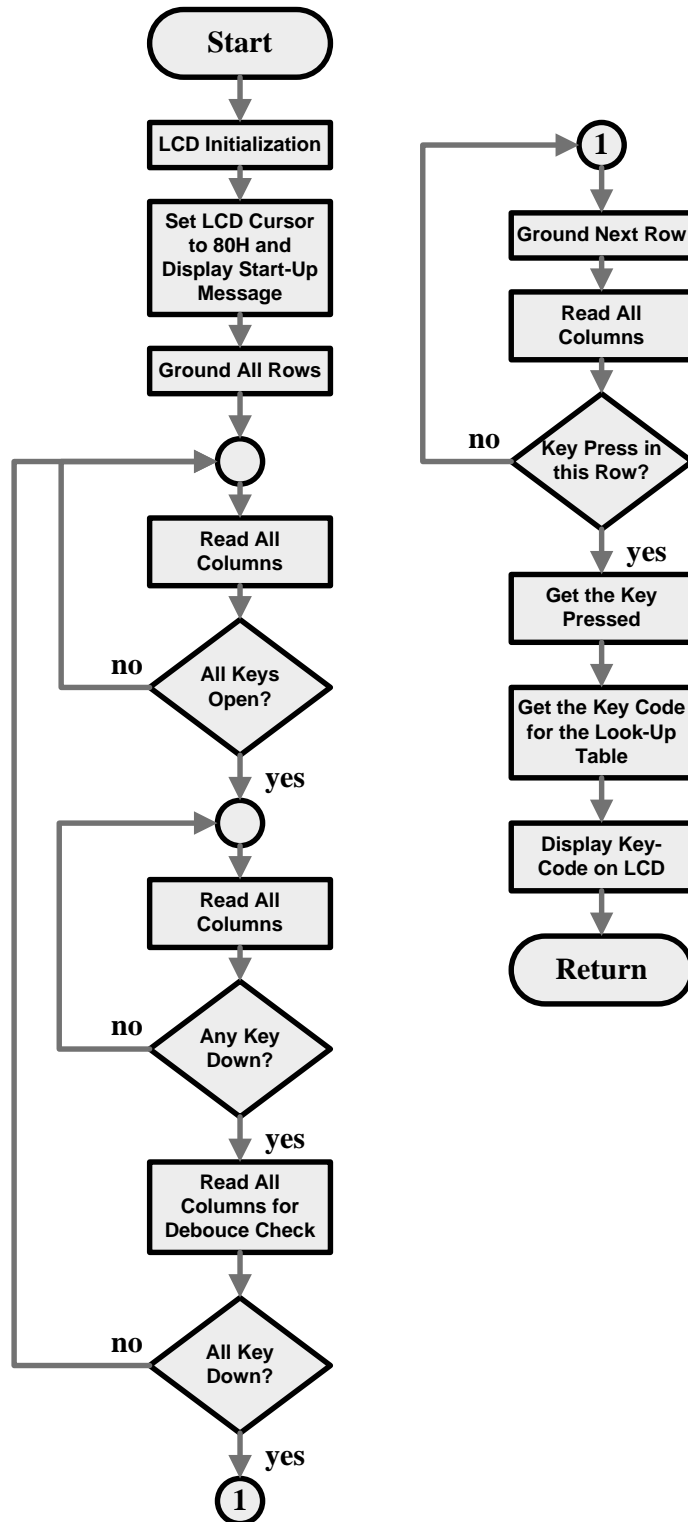 Start
LCD Initialization
Set LCD Cursor
to 80H and
Display Start-Up
Message
Ground All Rows
Read All
Columns
no
All Keys
Open?
yes
Read All
Columns
no
Any Key
Down?
yes
Read All
Columns for
Debouce Check
no
All Key
Down?
yes
1
1
Ground Next Row
Read All
Columns
no
Key Press in
this Row?
yes
Get the Key
Pressed
Get the Key Code
for the Look-Up
Table
Display Key-
Code on LCD
Return